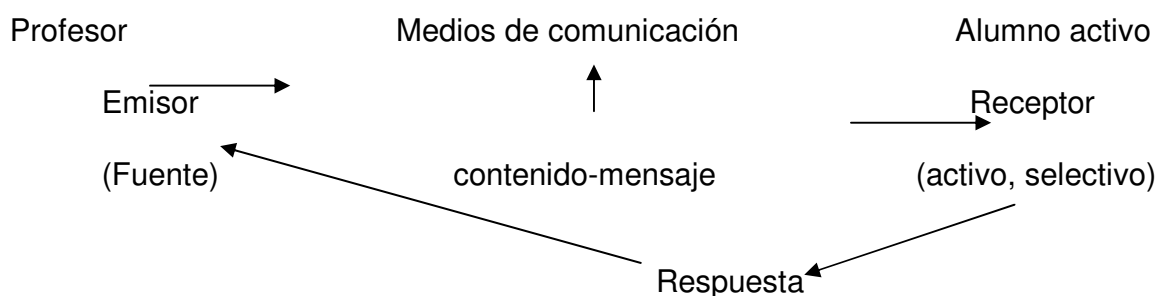 Profesor Medios de comunicación Alumno activo
Emisor Receptor
(Fuente) contenido-mensaje (activo, selectivo)
Respuesta